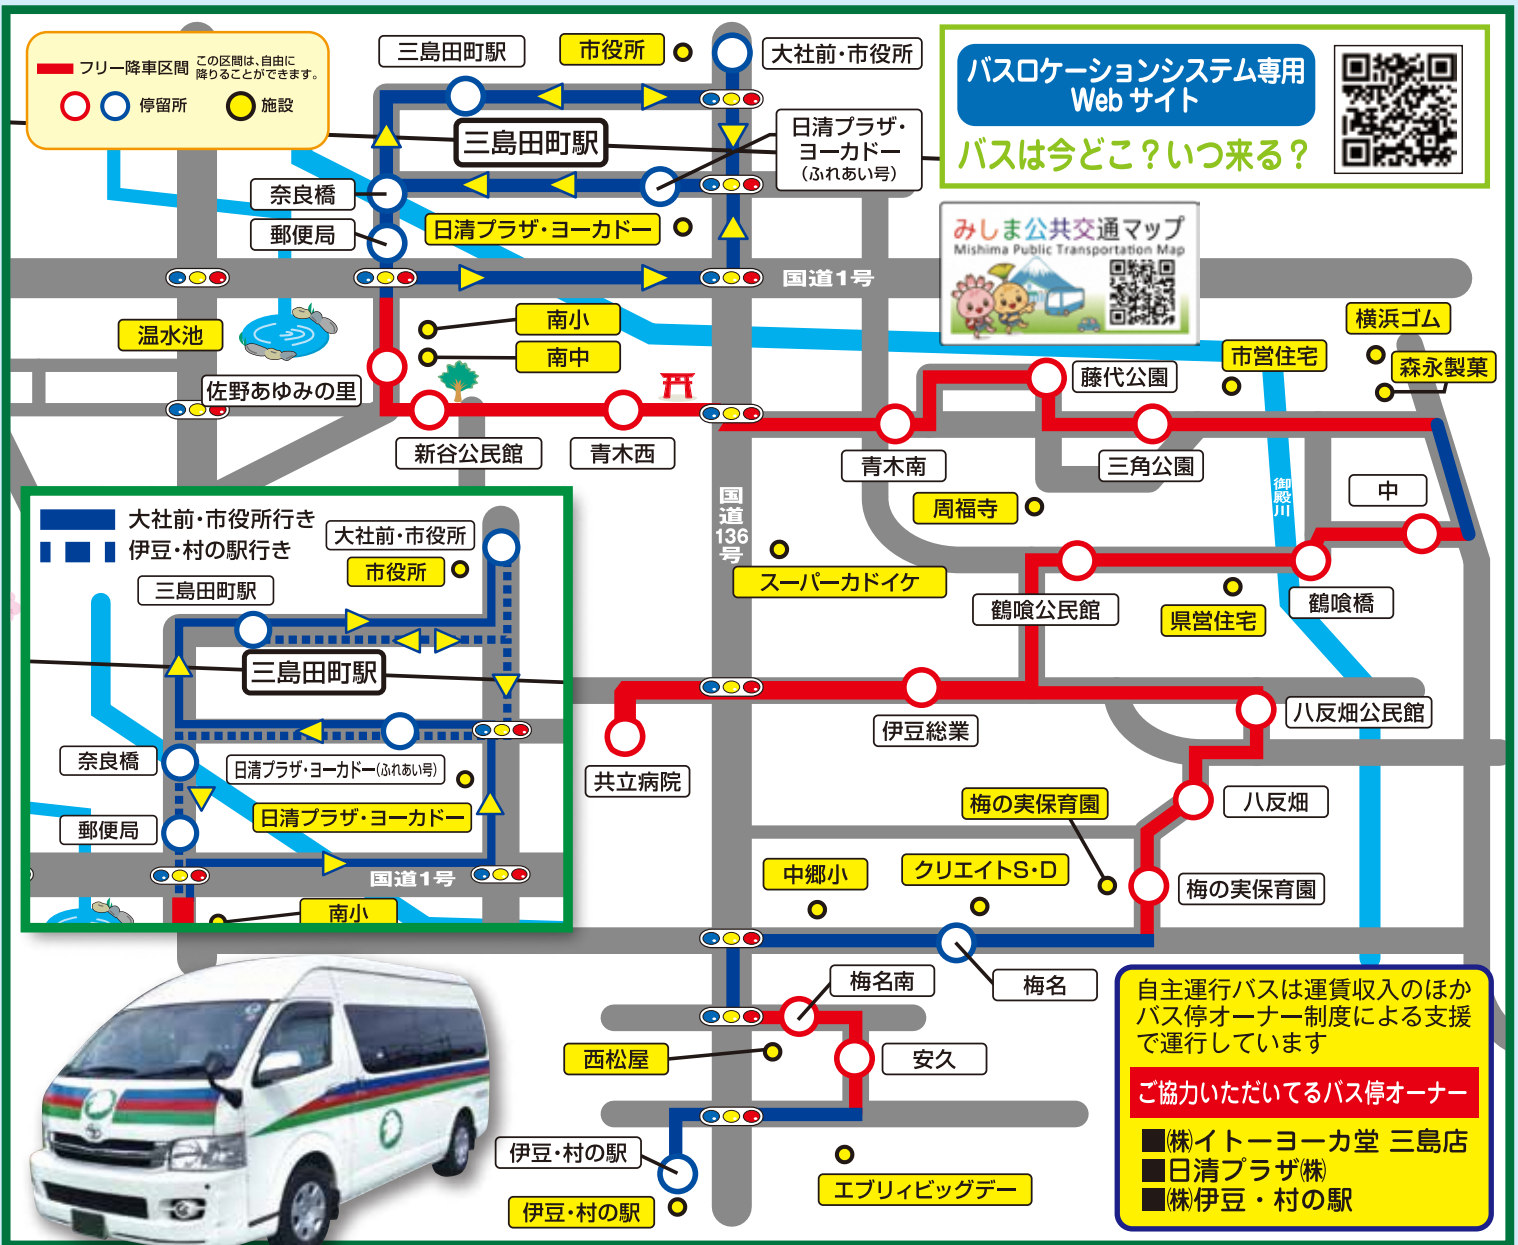 フリー降車区間
この区間は、自由に
降りることができます。
停留所
施設
三島田町駅
市役所
大社前・市役所
三島田町駅
日清プラザ・
ヨーカドー
(ふれあい号)
奈良橋
郵便局
日清プラザ・ヨーカドー
国道1号
バスロケーションシステム専用
Webサイト
バスは今どこ？いつ来る？
みしま公共交通マップ
Mishima Public Transportation Map
温水池
南小
南中
佐野あゆみの里
新谷公民館
青木西
青木南
藤代公園
三角公園
市営住宅
横浜ゴム
森永製菓
御殿川
中
周福寺
国道136号
スーパーカドイケ
鶴喰公民館
鶴喰橋
県営住宅
伊豆総業
共立病院
八反畑公民館
八反畑
梅の実保育園
梅の実保育園
中郷小
クリエイトS・D
梅名
梅名南
西松屋
安久
伊豆・村の駅
伊豆・村の駅
エブリィビッグデー
大社前・市役所行き
伊豆・村の駅行き
大社前・市役所
市役所
三島田町駅
三島田町駅
奈良橋
日清プラザ・ヨーカドー(ふれあい号)
日清プラザ・ヨーカドー
郵便局
国道1号
南小
自主運行バスは運賃収入のほか
バス停オーナー制度による支援
で運行しています
ご協力いただいてるバス停オーナー
■㈱イトーヨーカ堂 三島店
■日清プラザ㈱
■㈱伊豆・村の駅